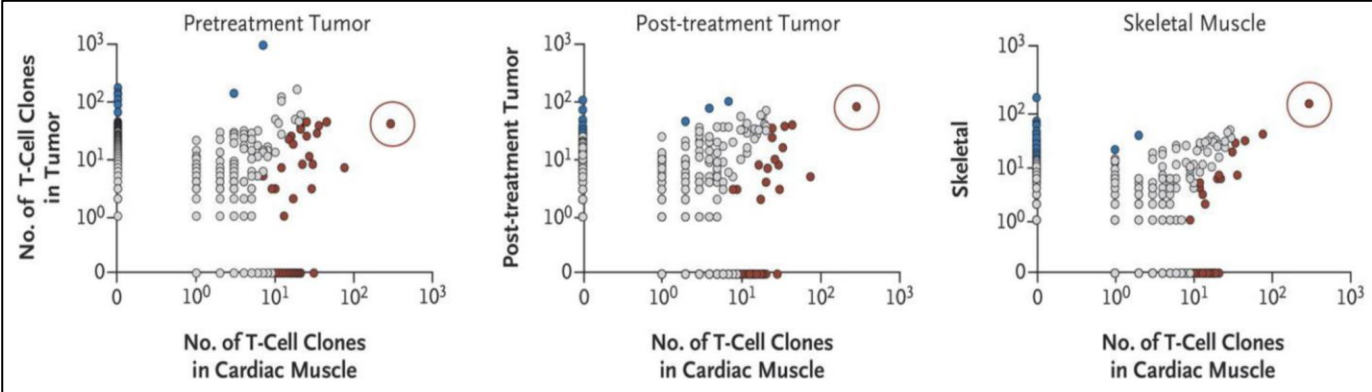 Pretreatment Tumor
No. of T-Cell Clones
in Tumor
10³
10²
10¹
10⁰
0
0
10⁰
10¹
10²
10³
No. of T-Cell Clones
in Cardiac Muscle
Post-treatment Tumor
Post-treatment Tumor
10³
10²
10¹
10⁰
0
0
10⁰
10¹
10²
10³
No. of T-Cell Clones
in Cardiac Muscle
Skeletal Muscle
Skeletal
10³
10²
10¹
10⁰
0
0
10⁰
10¹
10²
10³
No. of T-Cell Clones
in Cardiac Muscle